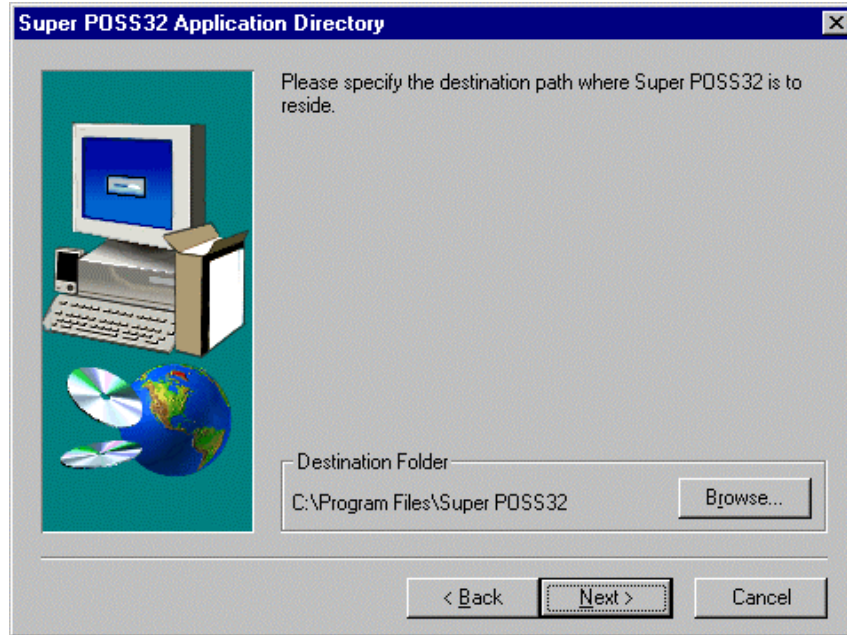 Super POSS32 Application Directory
Please specify the destination path where Super POSS32 is to
reside.
Destination Folder
C:\Program Files\Super POSS32
Browse...
< Back
Next >
Cancel